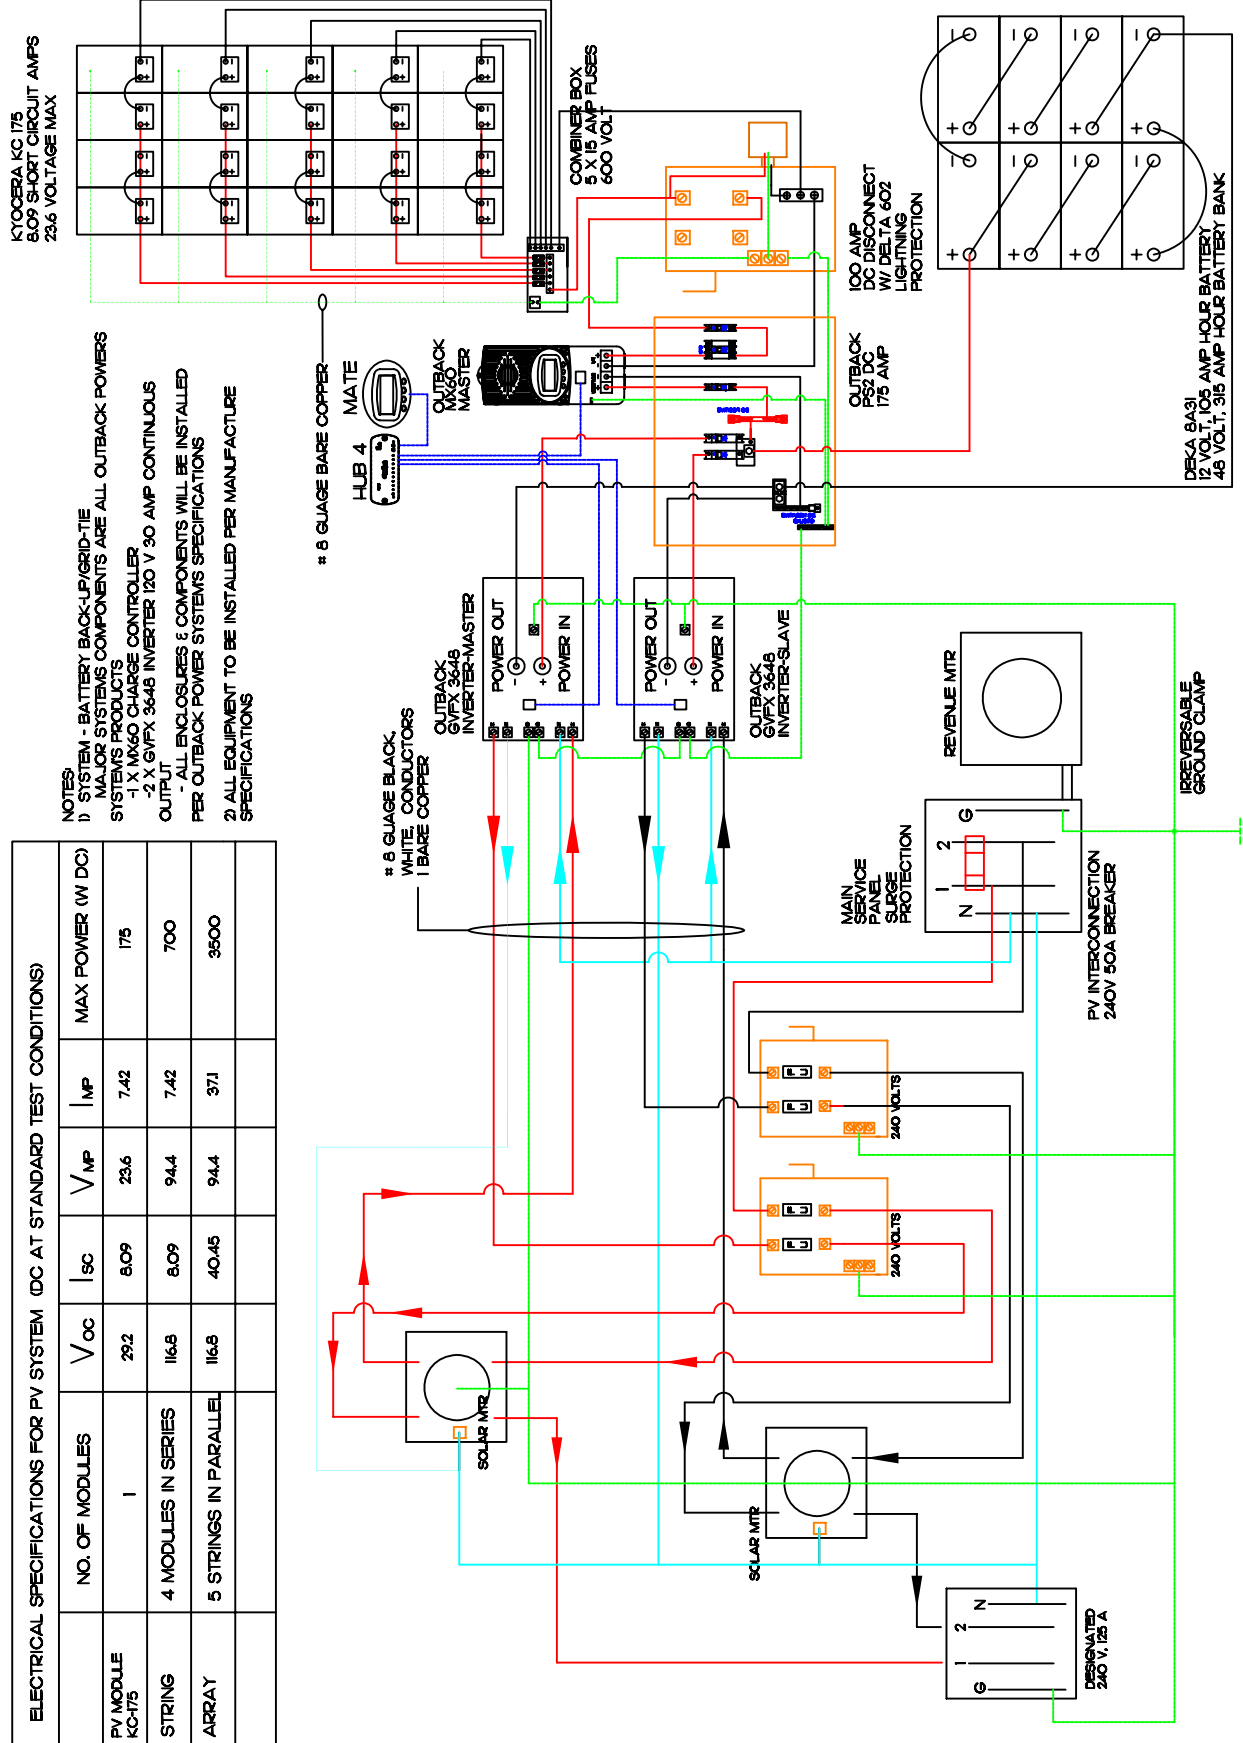 KYOCERA KC 175
8.09 SHORT CIRCUIT AMPS
23.6 VOLTAGE MAX
COMBINER BOX
5 X 15 AMP FUSES
600 VOLT
100 AMP
DC DISCONNECT
W/ DELTA 602
LIGHTNING
PROTECTION
DEKA 8A31
12 VOLT, 105 AMP HOUR BATTERY
48 VOLT, 315 AMP HOUR BATTERY BANK
# 8 GUAGE BARE COPPER
MATE
HUB 4
OUTBACK
MX60
MASTER
OUTBACK
PS2 DC
175 AMP
NOTES:
1) SYSTEM - BATTERY BACK-UP/GRID-TIE
MAJOR SYSTEMS COMPONENTS ARE ALL OUTBACK POWERS
SYSTEMS PRODUCTS
-1 X MX60 CHARGE CONTROLLER
-2 X GVFX 3648 INVERTER 120 V 30 AMP CONTINUOUS
OUTPUT
- ALL ENCLOSURES & COMPONENTS WILL BE INSTALLED
PER OUTBACK POWER SYSTEMS SPECIFICATIONS
2) ALL EQUIPMENT TO BE INSTALLED PER MANUFACTURE
SPECIFICATIONS
OUTBACK
GVFX 3648
INVERTER-MASTER
POWER OUT
POWER IN
POWER OUT
POWER IN
OUTBACK
GVFX 3648
INVERTER-SLAVE
# 8 GUAGE BLACK,
WHITE, CONDUCTORS
1 BARE COPPER
REVENUE MTR
IRREVERSABLE
GROUND CLAMP
MAIN
SERVICE
PANEL
SURGE
PROTECTION
N 1 2 G
PV INTERCONNECTION
240V 50A BREAKER
240 VOLTS
240 VOLTS
SOLAR MTR
SOLAR MTR
G 1 2 N
DESIGNATED
240 V, 125 A
ELECTRICAL SPECIFICATIONS FOR PV SYSTEM (DC AT STANDARD TEST CONDITIONS)
NO. OF MODULES VOC ISC VMP IMP MAX POWER (W DC)
PV MODULE
KC-175 1 29.2 8.09 23.6 7.42 175
STRING 4 MODULES IN SERIES 116.8 8.09 94.4 7.42 700
ARRAY 5 STRINGS IN PARALLEL 116.8 40.45 94.4 37.1 3500